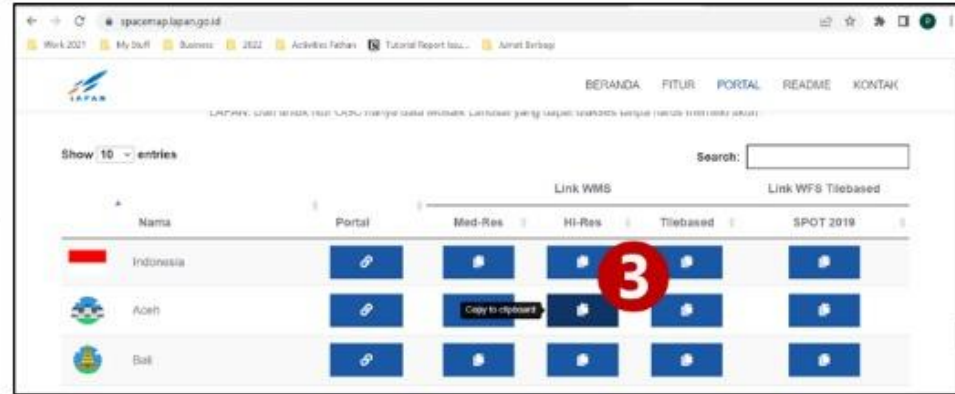 spacemap.lapan.go.id
Work 2021 My Stuff Business 2022 Activities Fathan Tutorial Report Issu... Jumat Berbagi
LAPAN
BERANDA FITUR PORTAL README KONTAK
Show 10 entries
Search:
Link WMS Link WFS Tilebased
Nama Portal Med-Res Hi-Res Tilebased SPOT 2019
Indonesia
3
Aceh Copy to clipboard
Bali